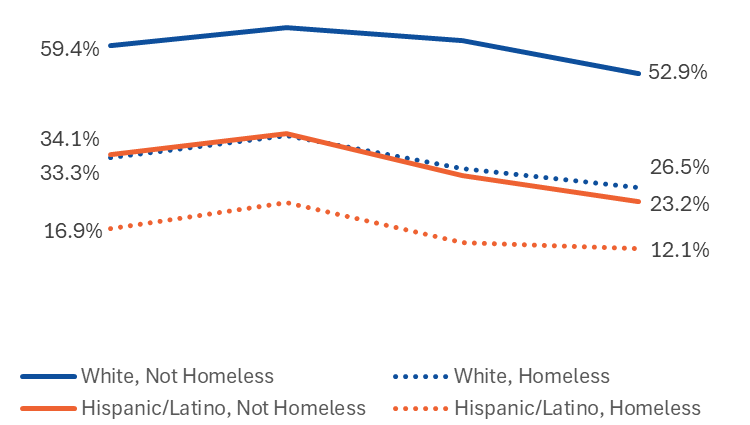 59.4%
52.9%
34.1%
33.3%
26.5%
23.2%
16.9%
12.1%
White, Not Homeless
White, Homeless
Hispanic/Latino, Not Homeless
Hispanic/Latino, Homeless